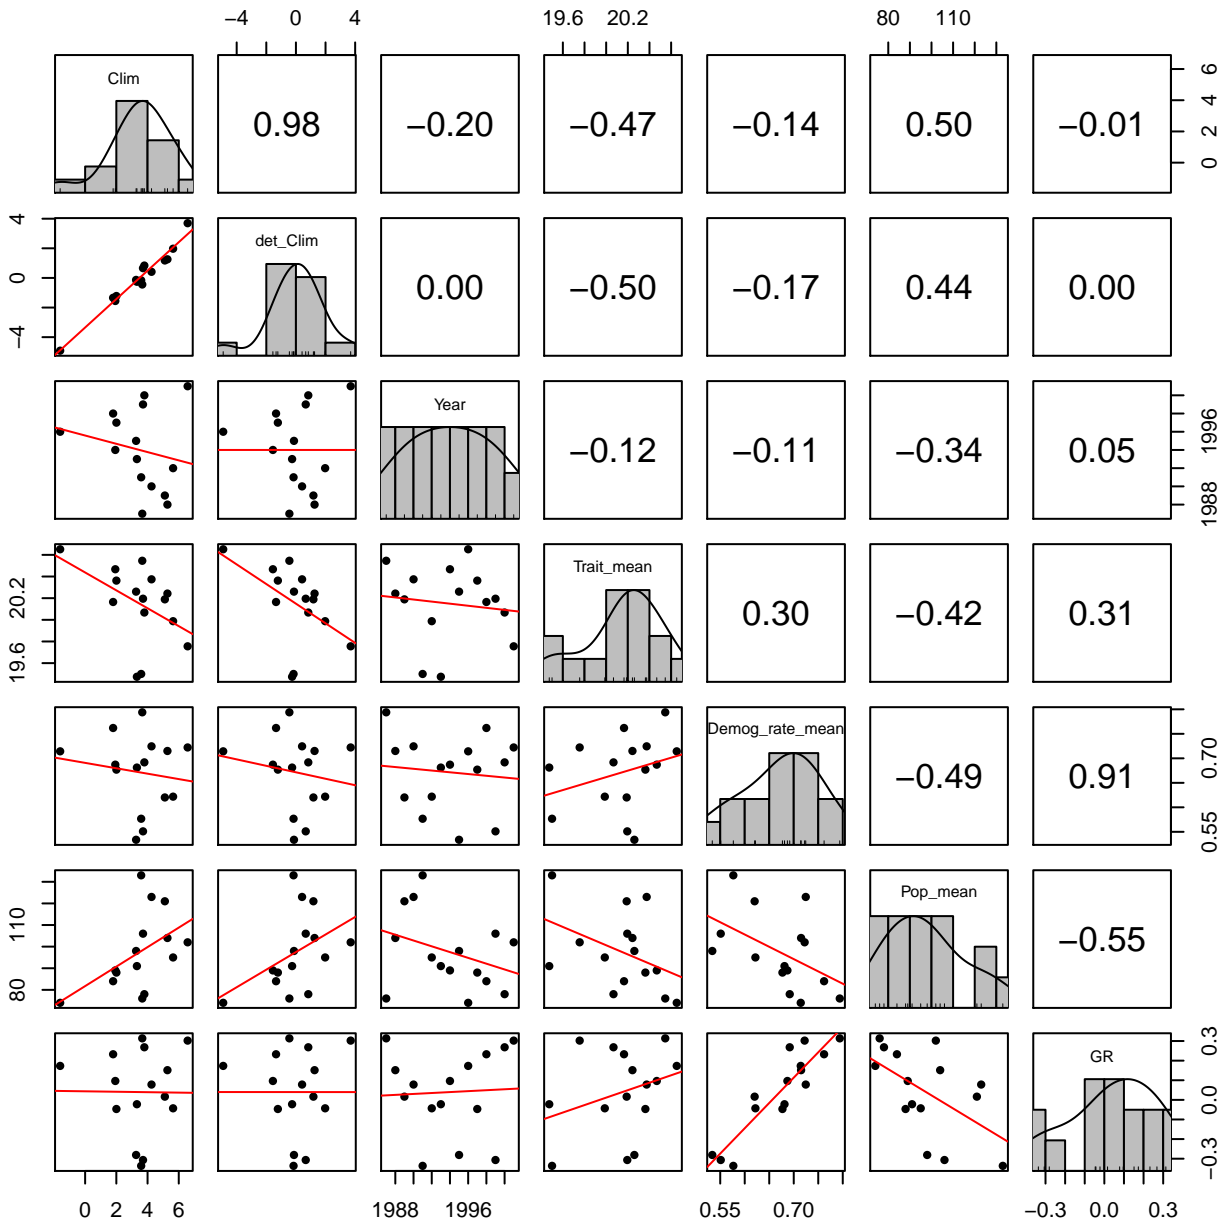 −4 0 4 19.6 20.2 80 110
Clim
0.98 −0.20 −0.47 −0.14 0.50 −0.01
0 2 4 6
−4 0 4
det_Clim
0.00 −0.50 −0.17 0.44 0.00
Year
−0.12 −0.11 −0.34 0.05
1988 1996
19.6 20.2
Trait_mean
0.30 −0.42 0.31
Demog_rate_mean
−0.49 0.91
0.55 0.70
80 110
Pop_mean
−0.55
GR
−0.3 0.0 0.3
0 2 4 6 1988 1996 0.55 0.70 −0.3 0.0 0.3